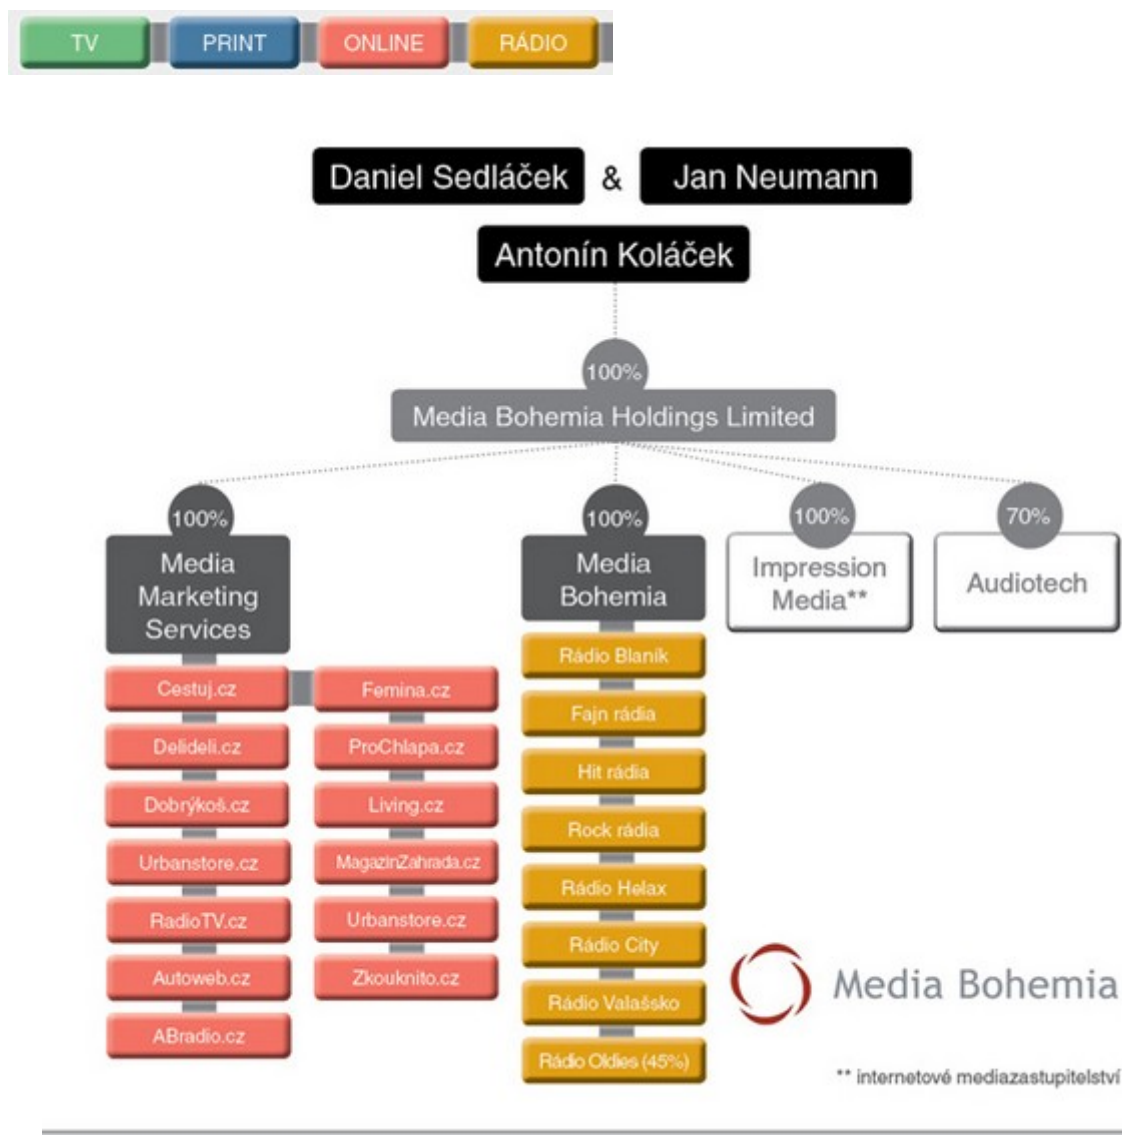 TV PRINT ONLINE RÁDIO
Daniel Sedláček & Jan Neumann
Antonín Koláček
100%
Media Bohemia Holdings Limited
100%
Media
Marketing
Services
Cestuj.cz
Delideli.cz
Dobrýkoš.cz
Urbanstore.cz
RadioTV.cz
Autoweb.cz
ABradio.cz
Femina.cz
ProChlapa.cz
Living.cz
MagazinZahrada.cz
Urbanstore.cz
Zkouknito.cz
100%
Media
Bohemia
Rádio Blaník
Fajn rádia
Hit rádia
Rock rádia
Rádio Helax
Rádio City
Rádio Valašsko
Rádio Oldies (45%)
100%
Impression
Media**
70%
Audiotech
Media Bohemia
** internetové mediazastupitelství